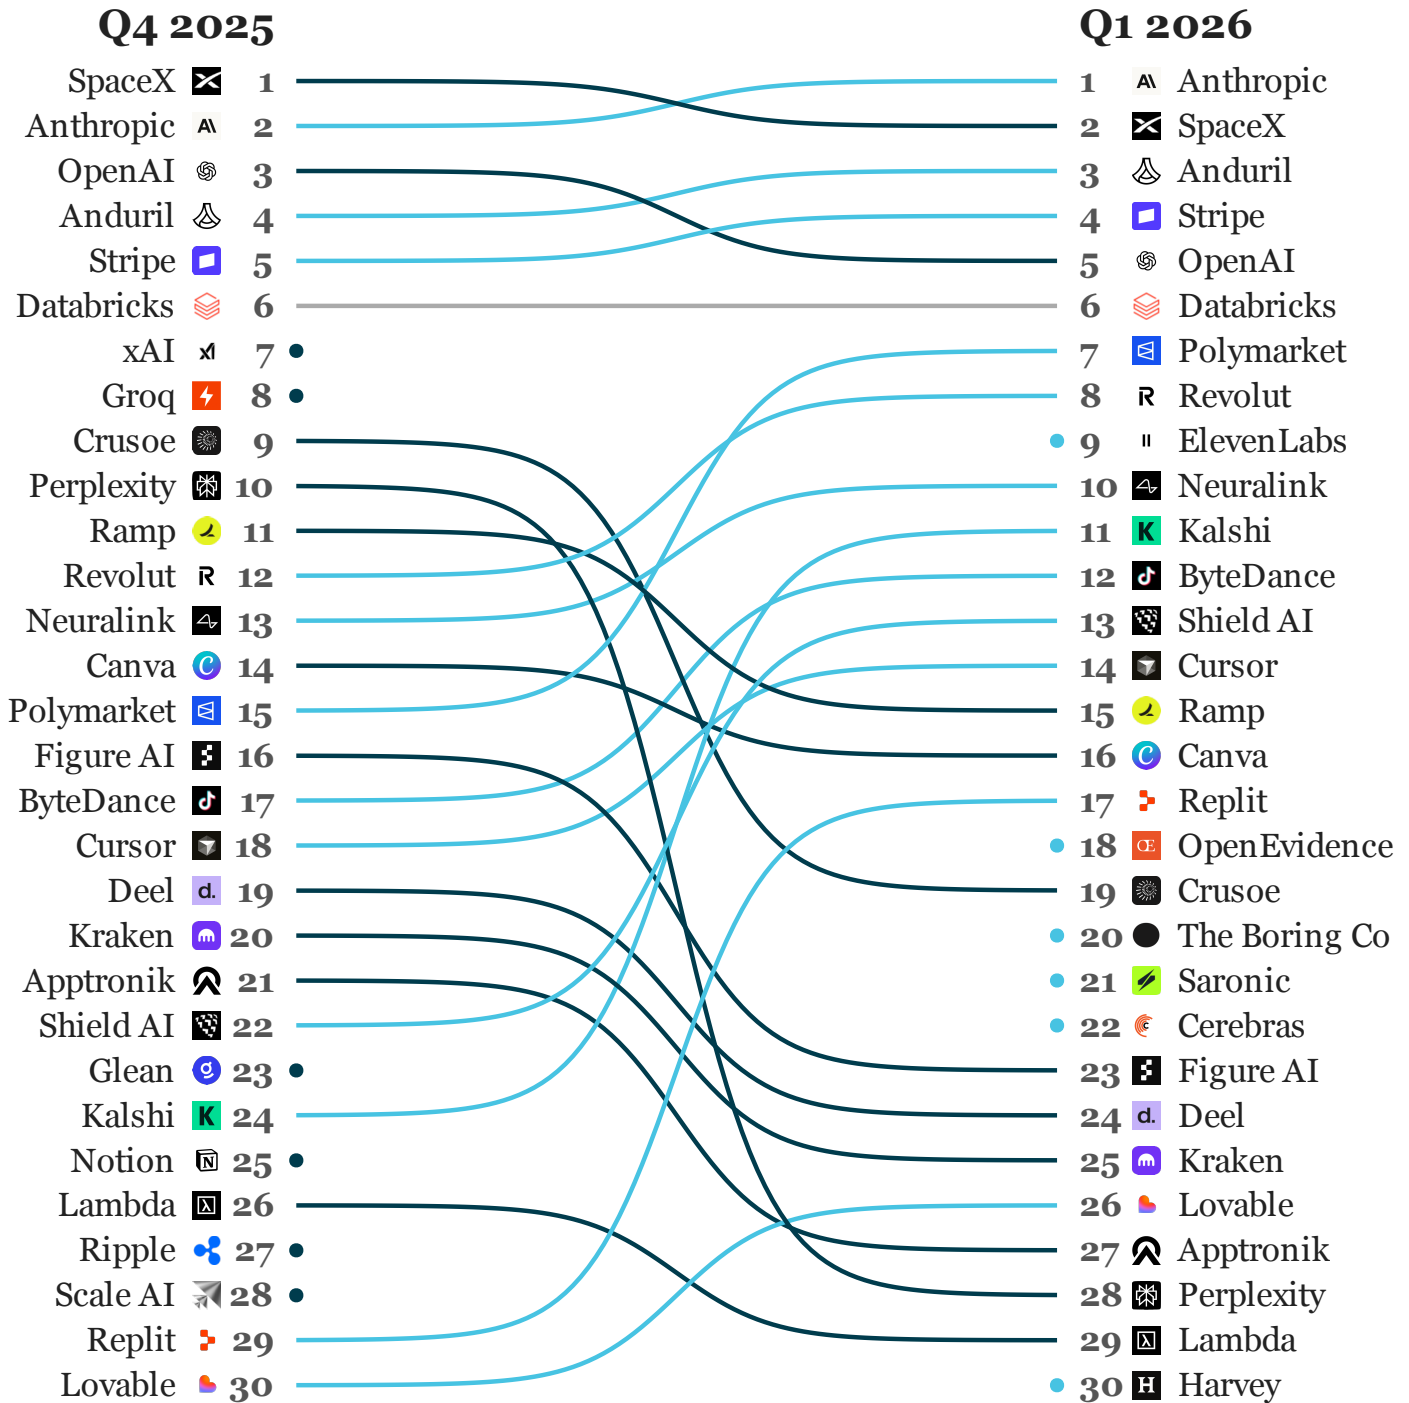 Q4 2025 Q1 2026
SpaceX 1 1 Anthropic
Anthropic 2 2 SpaceX
OpenAI 3 3 Anduril
Anduril 4 4 Stripe
Stripe 5 5 OpenAI
Databricks 6 6 Databricks
xAI 7 7 Polymarket
Groq 8 8 Revolut
Crusoe 9 9 ElevenLabs
Perplexity 10 10 Neuralink
Ramp 11 11 Kalshi
Revolut 12 12 ByteDance
Neuralink 13 13 Shield AI
Canva 14 14 Cursor
Polymarket 15 15 Ramp
Figure AI 16 16 Canva
ByteDance 17 17 Replit
Cursor 18 18 OpenEvidence
Deel d. 19 19 Crusoe
Kraken 20 20 The Boring Co
Apptronik 21 21 Saronic
Shield AI 22 22 Cerebras
Glean 23 23 Figure AI
Kalshi K 24 24 d. Deel
Notion N 25 25 Kraken
Lambda λ 26 26 Lovable
Ripple 27 27 Apptronik
Scale AI 28 28 Perplexity
Replit 29 29 λ Lambda
Lovable 30 30 H Harvey